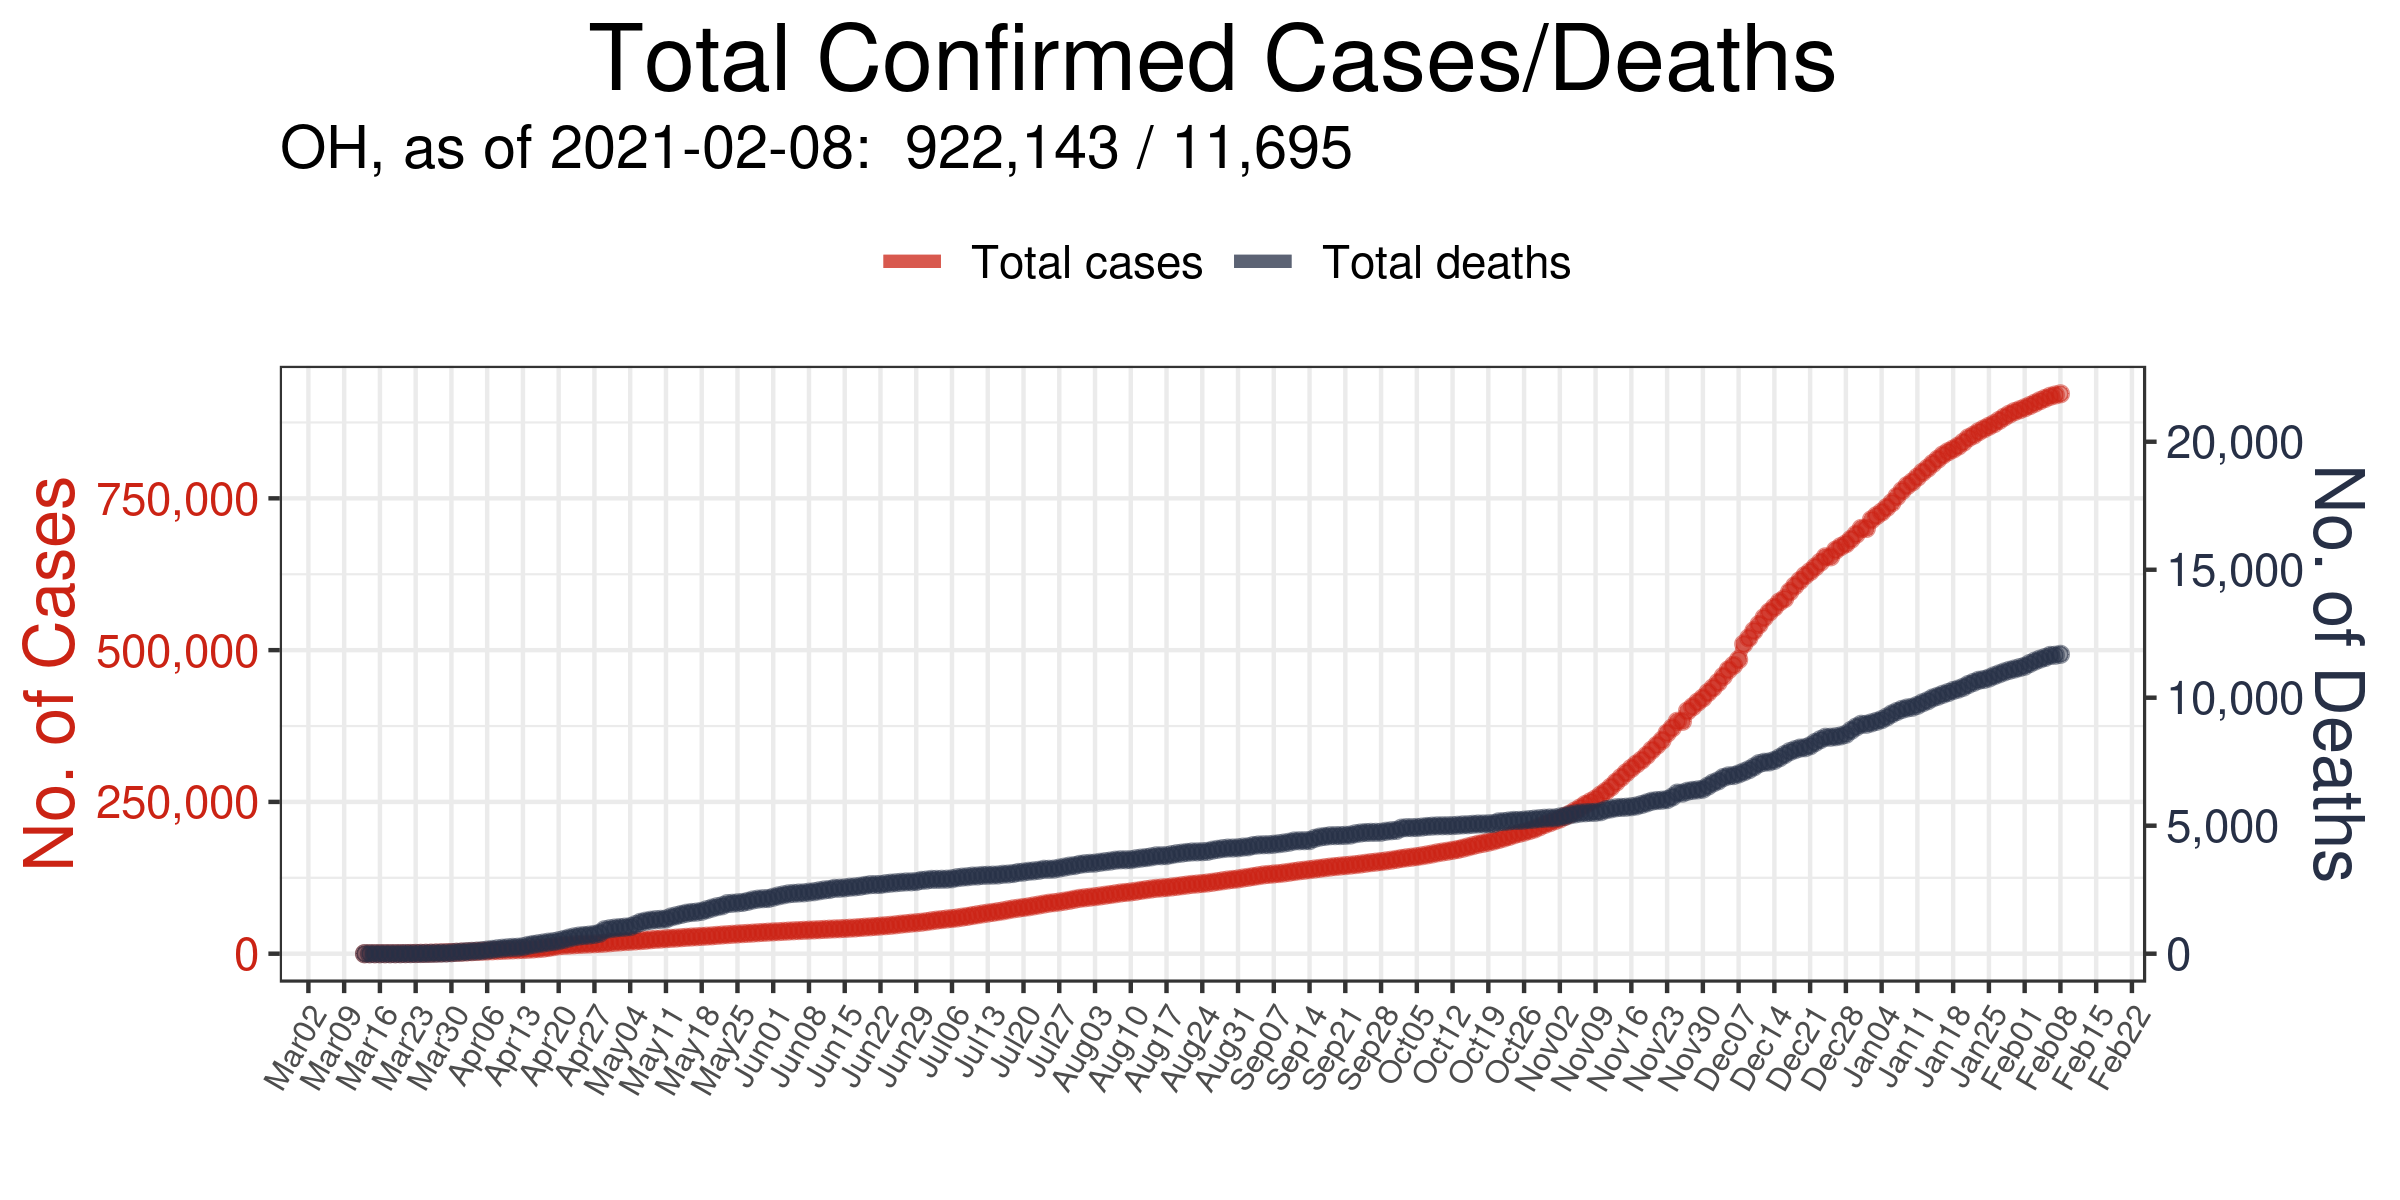 Total Confirmed Cases/Deaths
OH, as of 2021-02-08:  922,143 / 11,695
Total cases
Total deaths
No. of Cases
750,000
500,000
250,000
0
20,000
15,000
10,000
5,000
0
No. of Deaths
Mar02
Mar09
Mar16
Mar23
Mar30
Apr06
Apr13
Apr20
Apr27
May04
May11
May18
May25
Jun01
Jun08
Jun15
Jun22
Jun29
Jul06
Jul13
Jul20
Jul27
Aug03
Aug10
Aug17
Aug24
Aug31
Sep07
Sep14
Sep21
Sep28
Oct05
Oct12
Oct19
Oct26
Nov02
Nov09
Nov16
Nov23
Nov30
Dec07
Dec14
Dec21
Dec28
Jan04
Jan11
Jan18
Jan25
Feb01
Feb08
Feb15
Feb22